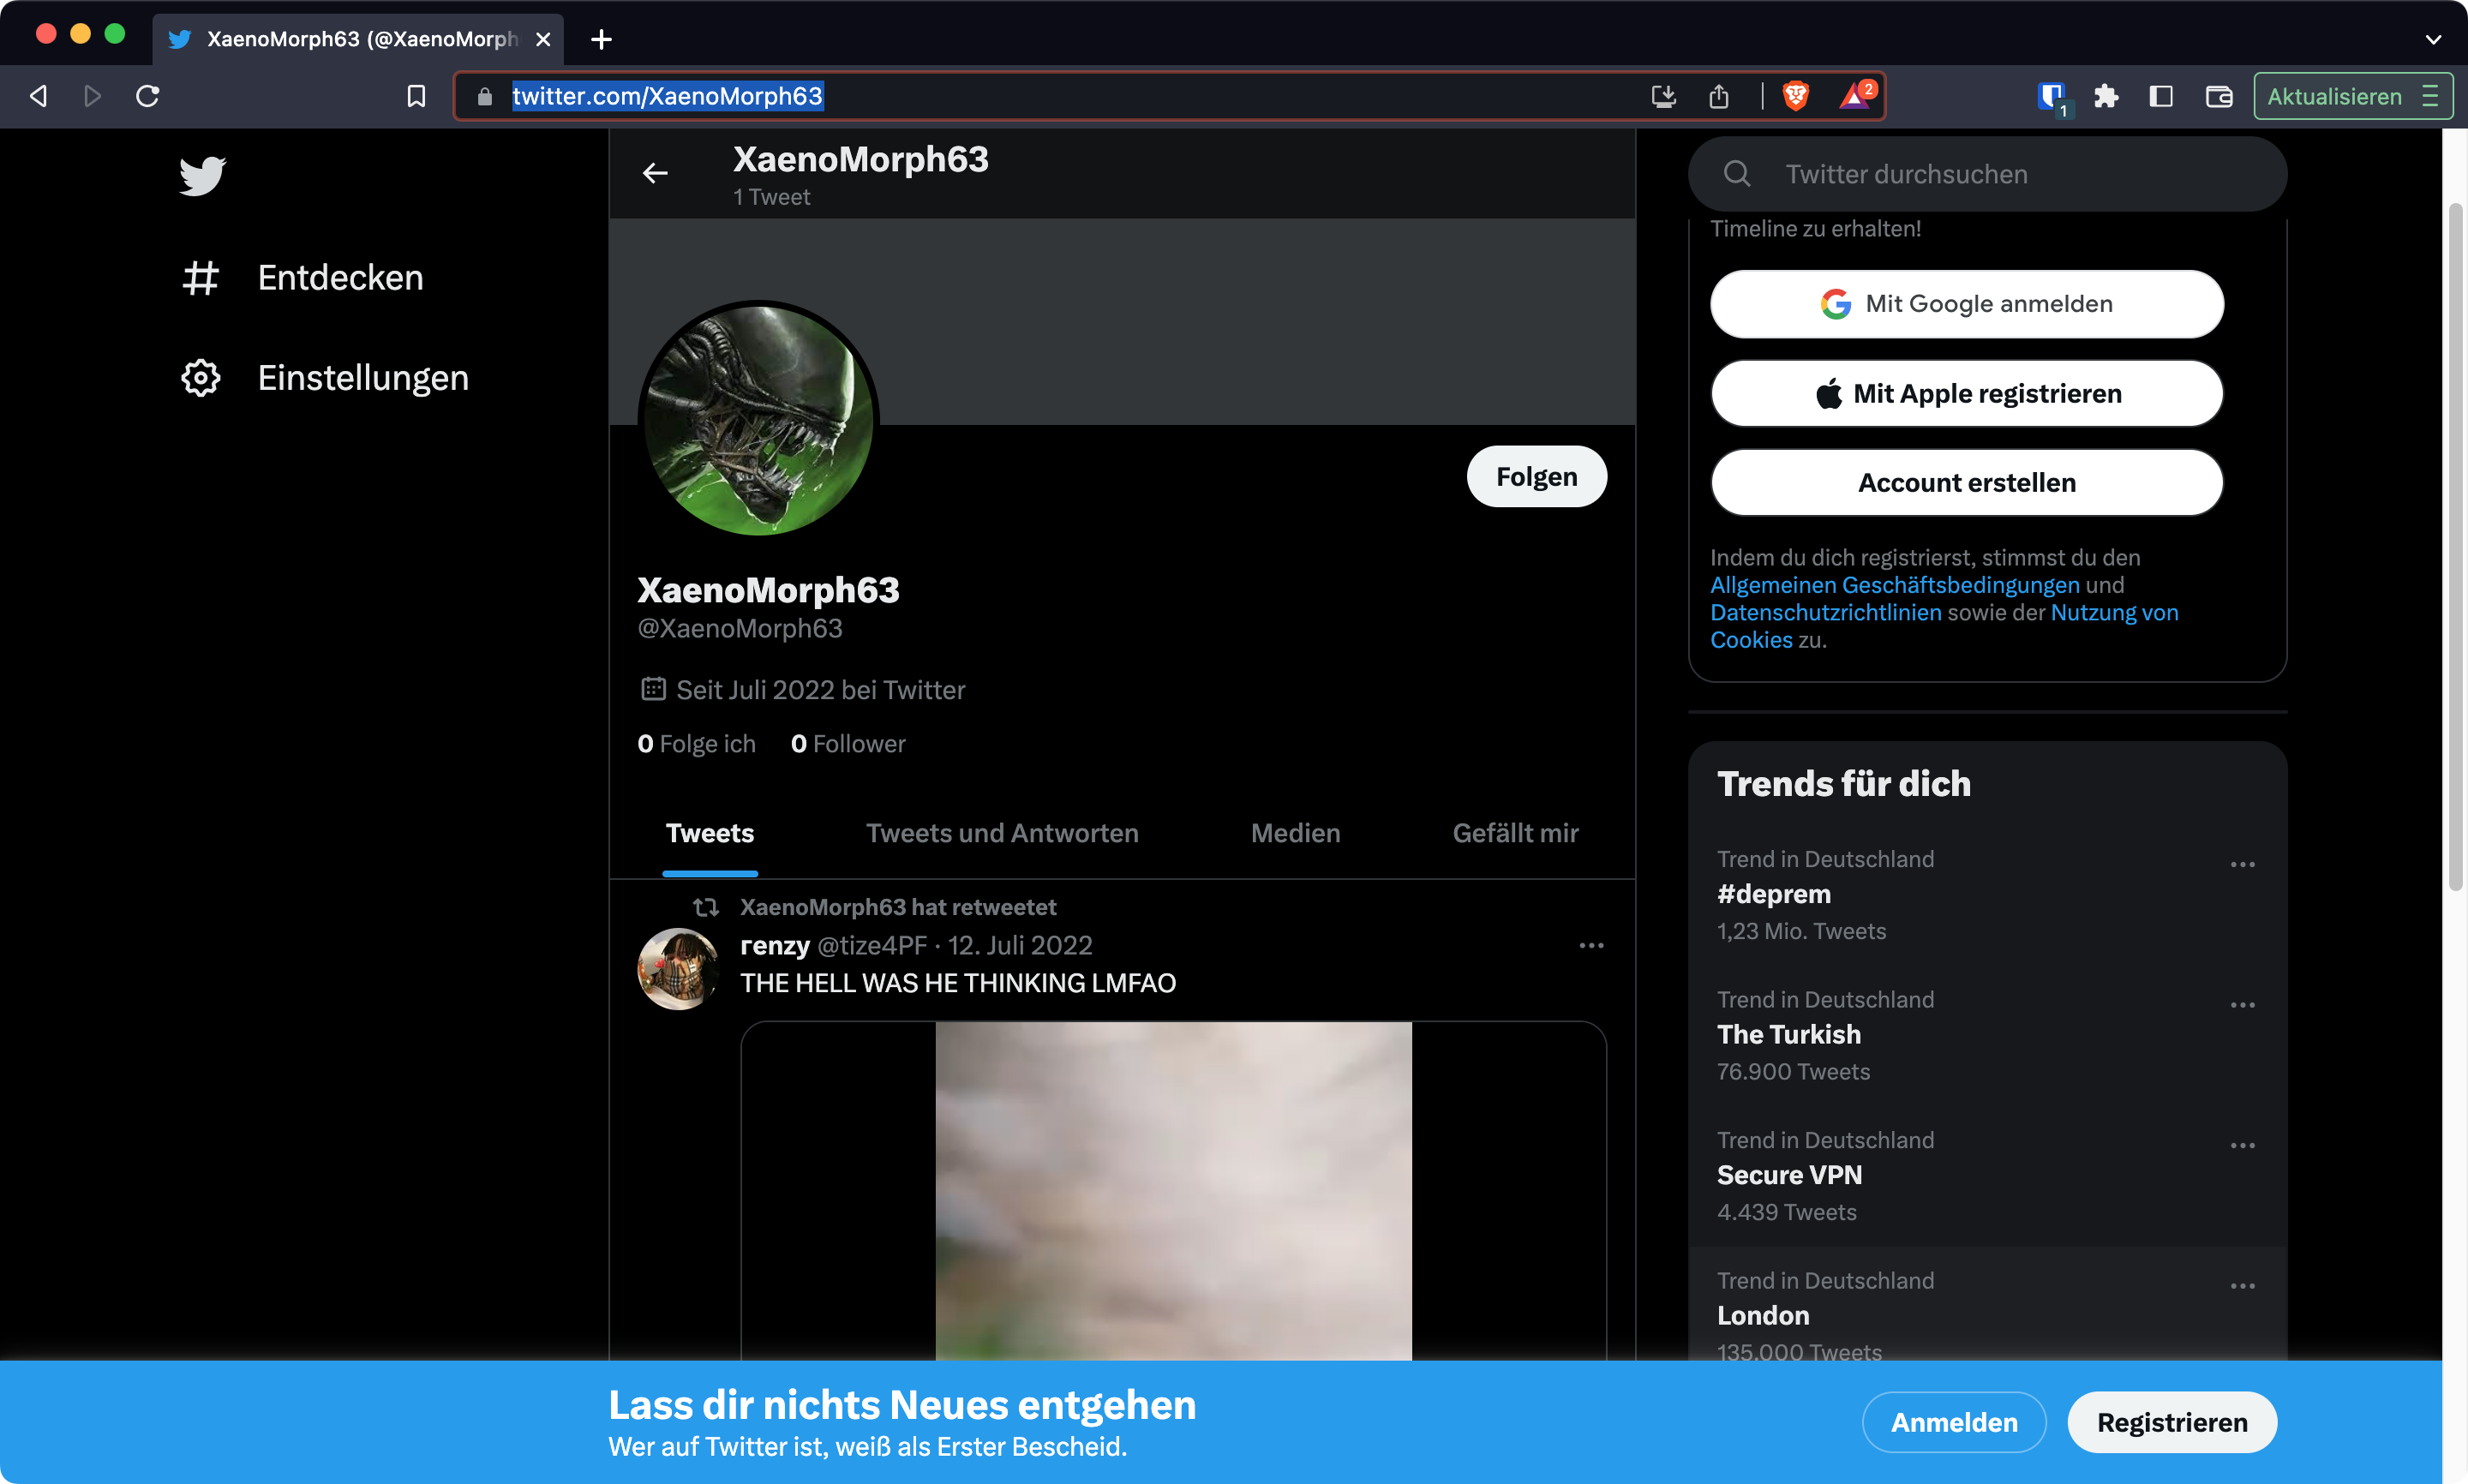 XaenoMorph63 (@XaenoMorph
twitter.com/XaenoMorph63
2
1
Aktualisieren
Entdecken
Einstellungen
XaenoMorph63
1 Tweet
Folgen
XaenoMorph63
@XaenoMorph63
Seit Juli 2022 bei Twitter
0 Folge ich 0 Follower
Tweets Tweets und Antworten Medien Gefällt mir
XaenoMorph63 hat retweetet
renzy @tize4PF · 12. Juli 2022
THE HELL WAS HE THINKING LMFAO
Twitter durchsuchen
Timeline zu erhalten!
Mit Google anmelden
Mit Apple registrieren
Account erstellen
Indem du dich registrierst, stimmst du den
Allgemeinen Geschäftsbedingungen und
Datenschutzrichtlinien sowie der Nutzung von
Cookies zu.
Trends für dich
Trend in Deutschland
#deprem
1,23 Mio. Tweets
Trend in Deutschland
The Turkish
76.900 Tweets
Trend in Deutschland
Secure VPN
4.439 Tweets
Trend in Deutschland
London
135.000 Tweets
Lass dir nichts Neues entgehen
Wer auf Twitter ist, weiß als Erster Bescheid.
Anmelden
Registrieren